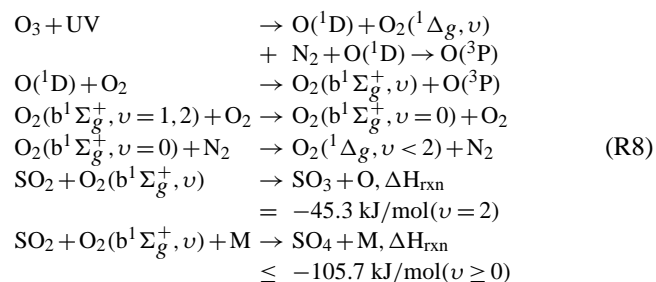 O₃ + UV → O(¹D) + O₂(¹Δg, υ)
+ N₂ + O(¹D) → O(³P)
O(¹D) + O₂ → O₂(b¹Σg⁺, υ) + O(³P)
O₂(b¹Σg⁺, υ = 1, 2) + O₂ → O₂(b¹Σg⁺, υ = 0) + O₂
O₂(b¹Σg⁺, υ = 0) + N₂ → O₂(¹Δg, υ < 2) + N₂ (R8)
SO₂ + O₂(b¹Σg⁺, υ) → SO₃ + O, ΔHrxn
= −45.3 kJ/mol(υ = 2)
SO₂ + O₂(b¹Σg⁺, υ) + M → SO₄ + M, ΔHrxn
≤ −105.7 kJ/mol(υ ≥ 0)